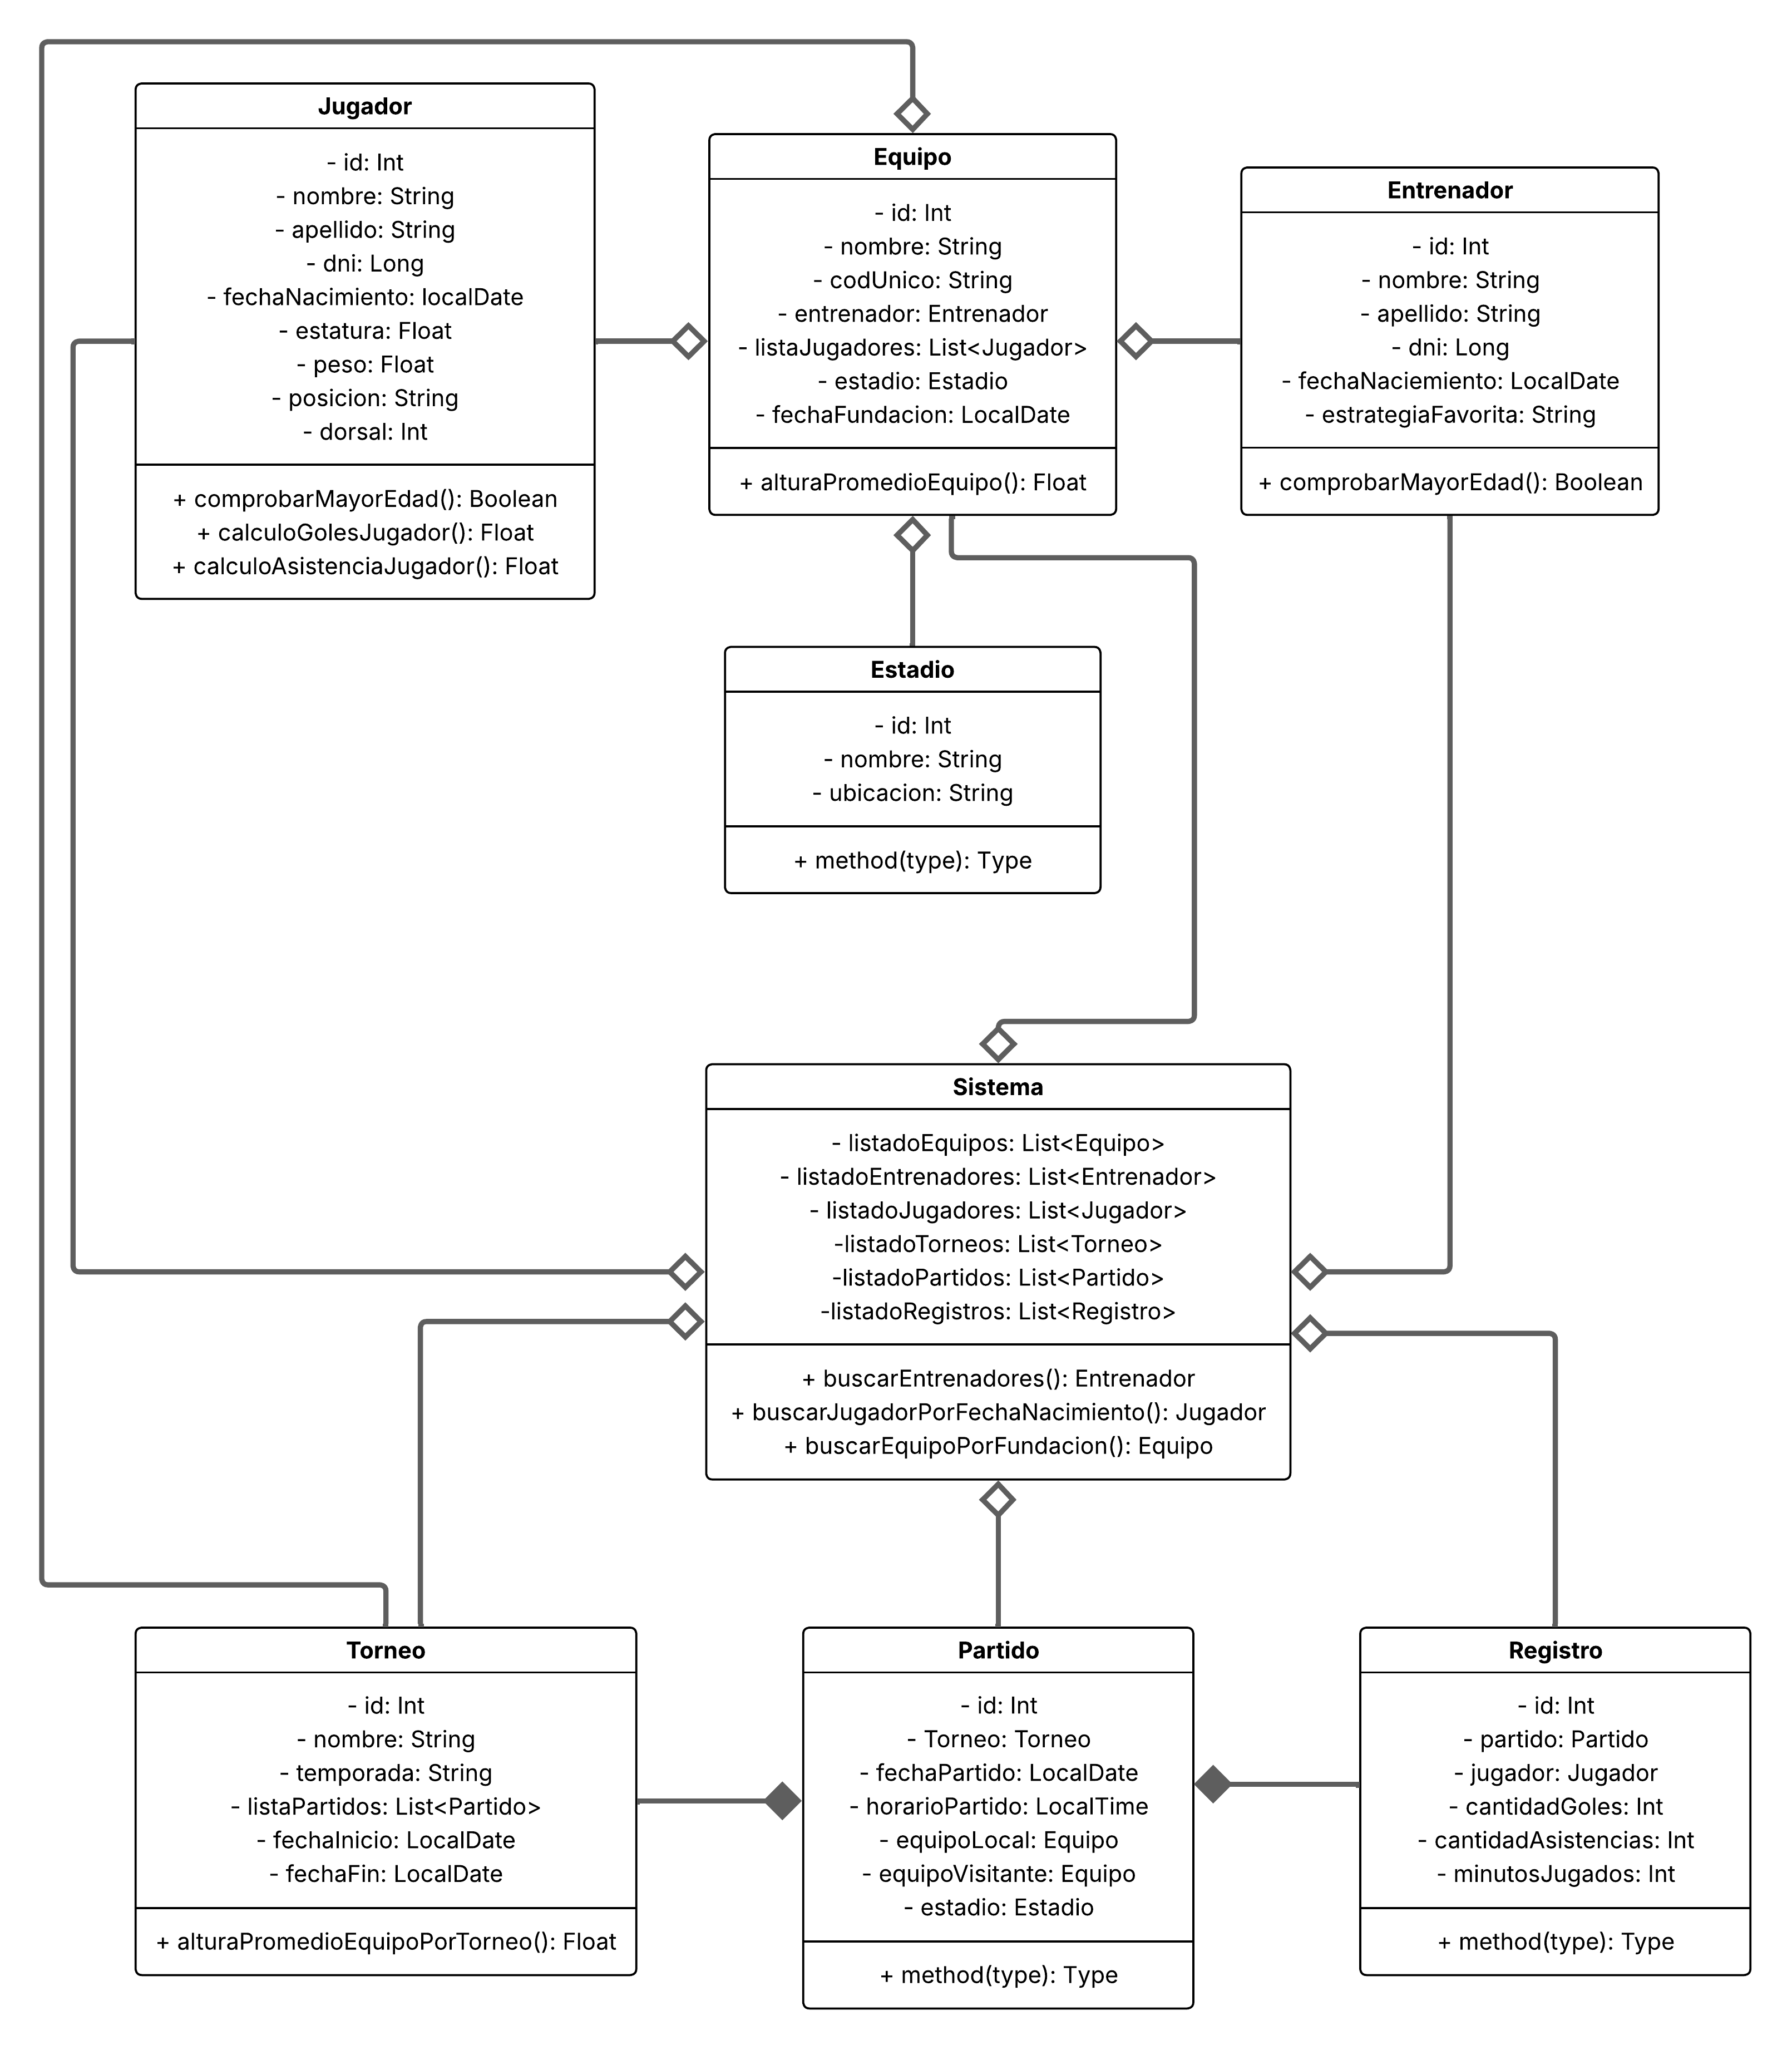 Jugador
- id: Int
- nombre: String
- apellido: String
- dni: Long
- fechaNacimiento: localDate
- estatura: Float
- peso: Float
- posicion: String
- dorsal: Int
+ comprobarMayorEdad(): Boolean
+ calculoGolesJugador(): Float
+ calculoAsistenciaJugador(): Float
Equipo
- id: Int
- nombre: String
- codUnico: String
- entrenador: Entrenador
- listaJugadores: List<Jugador>
- estadio: Estadio
- fechaFundacion: LocalDate
+ alturaPromedioEquipo(): Float
Entrenador
- id: Int
- nombre: String
- apellido: String
- dni: Long
- fechaNaciemiento: LocalDate
- estrategiaFavorita: String
+ comprobarMayorEdad(): Boolean
Estadio
- id: Int
- nombre: String
- ubicacion: String
+ method(type): Type
Sistema
- listadoEquipos: List<Equipo>
- listadoEntrenadores: List<Entrenador>
- listadoJugadores: List<Jugador>
-listadoTorneos: List<Torneo>
-listadoPartidos: List<Partido>
-listadoRegistros: List<Registro>
+ buscarEntrenadores(): Entrenador
+ buscarJugadorPorFechaNacimiento(): Jugador
+ buscarEquipoPorFundacion(): Equipo
Torneo
- id: Int
- nombre: String
- temporada: String
- listaPartidos: List<Partido>
- fechaInicio: LocalDate
- fechaFin: LocalDate
+ alturaPromedioEquipoPorTorneo(): Float
Partido
- id: Int
- Torneo: Torneo
- fechaPartido: LocalDate
- horarioPartido: LocalTime
- equipoLocal: Equipo
- equipoVisitante: Equipo
- estadio: Estadio
+ method(type): Type
Registro
- id: Int
- partido: Partido
- jugador: Jugador
- cantidadGoles: Int
- cantidadAsistencias: Int
- minutosJugados: Int
+ method(type): Type